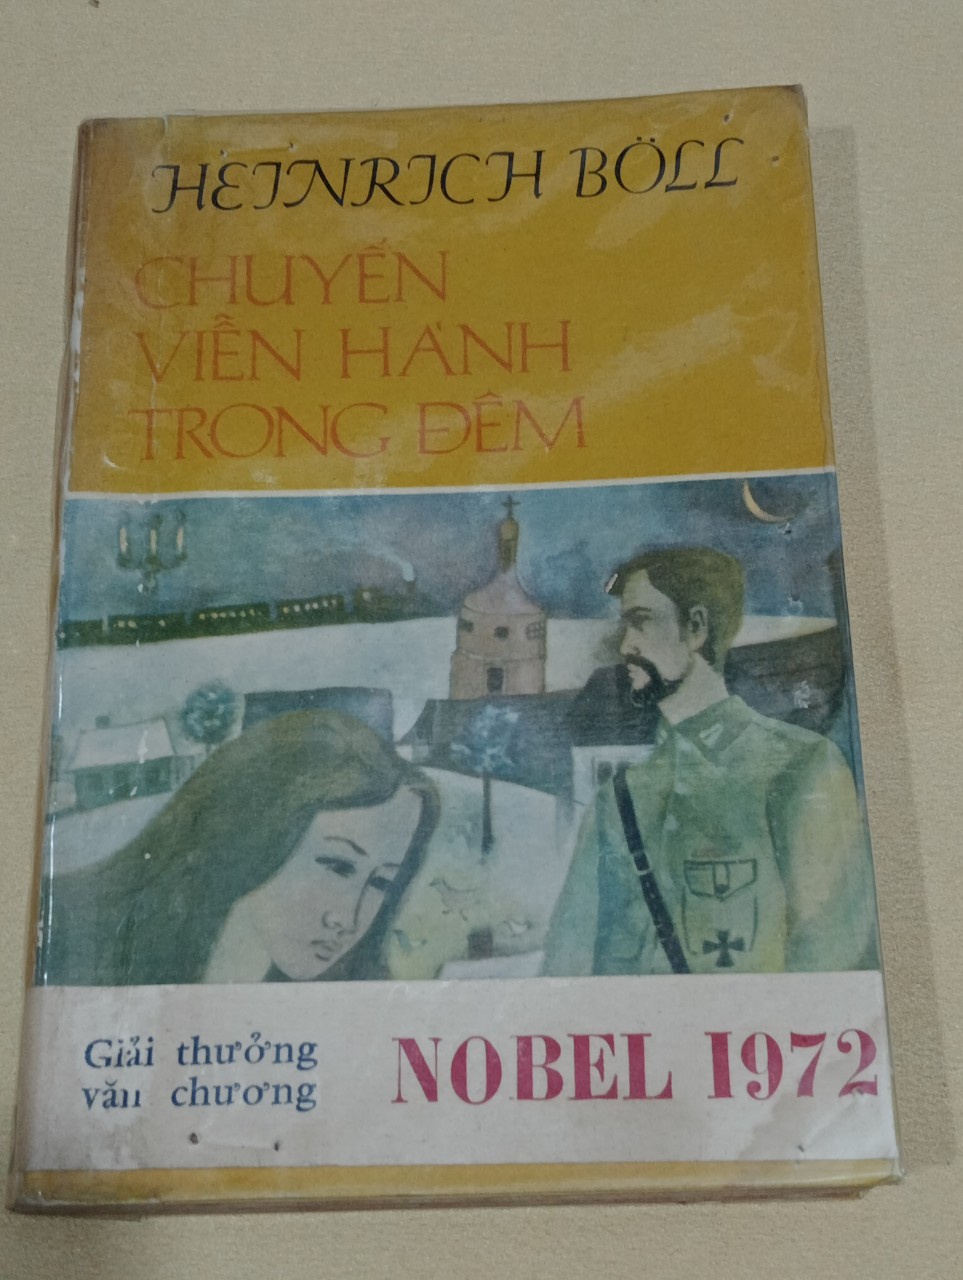 HEINRICH BÖLL
CHUYẾN
VIỄN HÀNH
TRONG ĐÊM
Giải thưởng
văn chương
NOBEL 1972